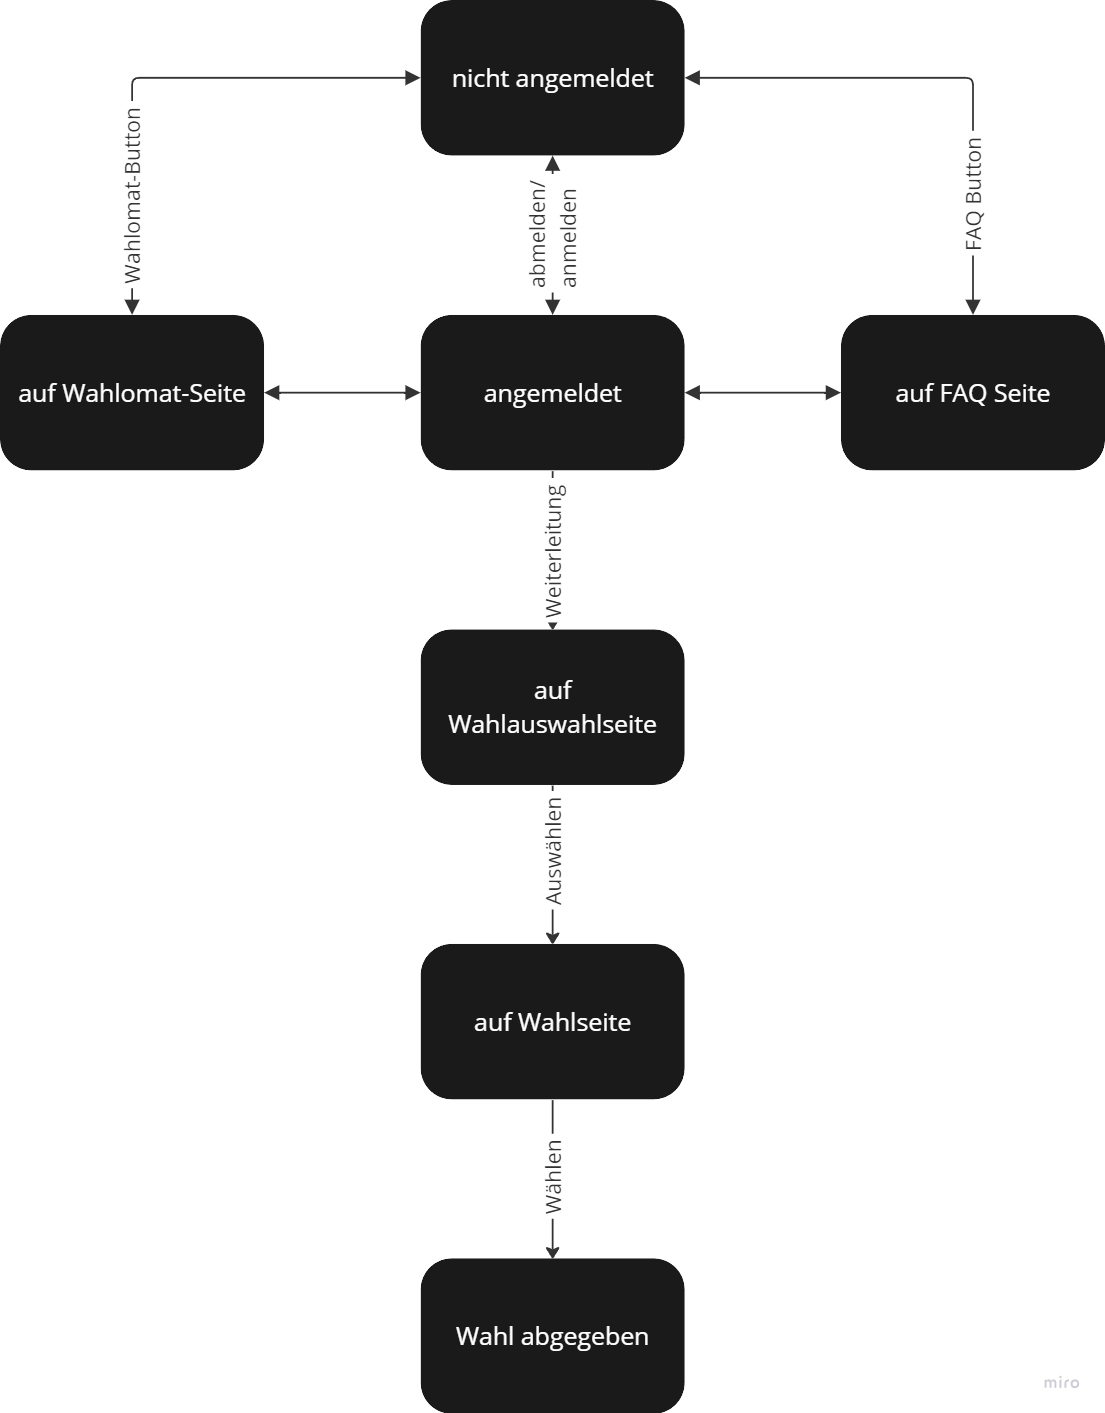 nicht angemeldet
Wahlomat-Button
abmelden/
anmelden
FAQ Button
auf Wahlomat-Seite
angemeldet
auf FAQ Seite
Weiterleitung
auf
Wahlauswahlseite
Auswählen
auf Wahlseite
Wählen
Wahl abgegeben
miro